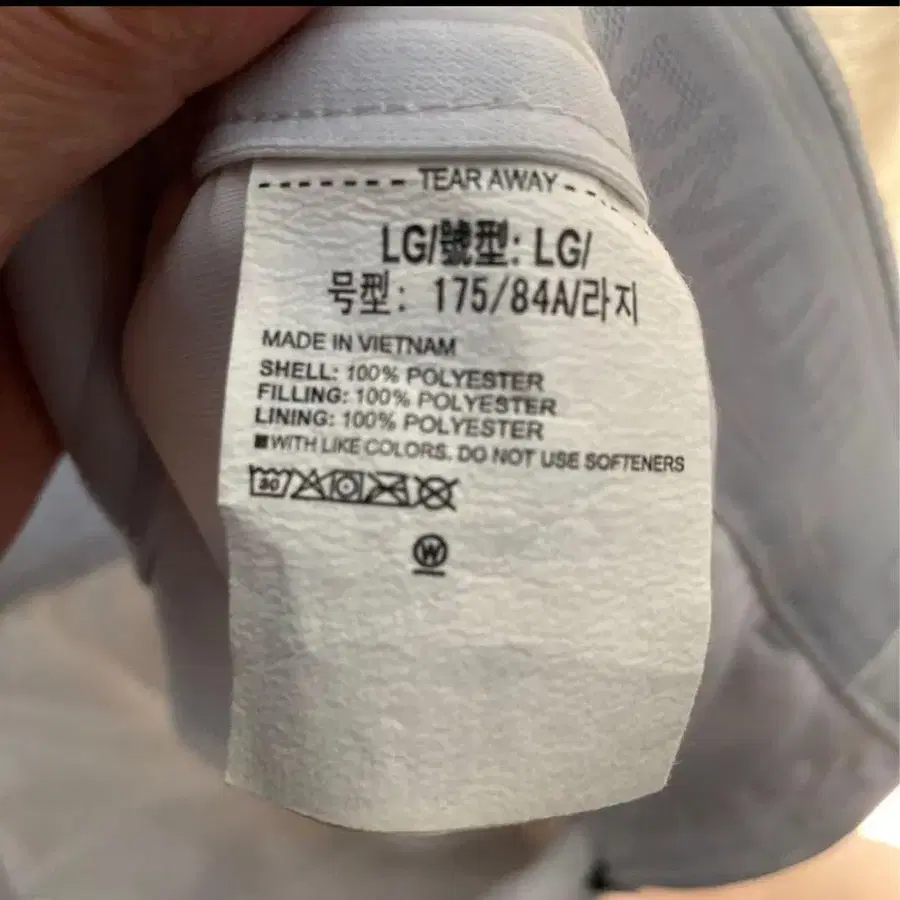 TEAR AWAY
LG/號型: LG/
号型: 175/84A/라지
MADE IN VIETNAM
SHELL: 100% POLYESTER
FILLING: 100% POLYESTER
LINING: 100% POLYESTER
WITH LIKE COLORS. DO NOT USE SOFTENERS
30
W